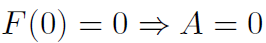 F(0) = 0 ⇒ A = 0